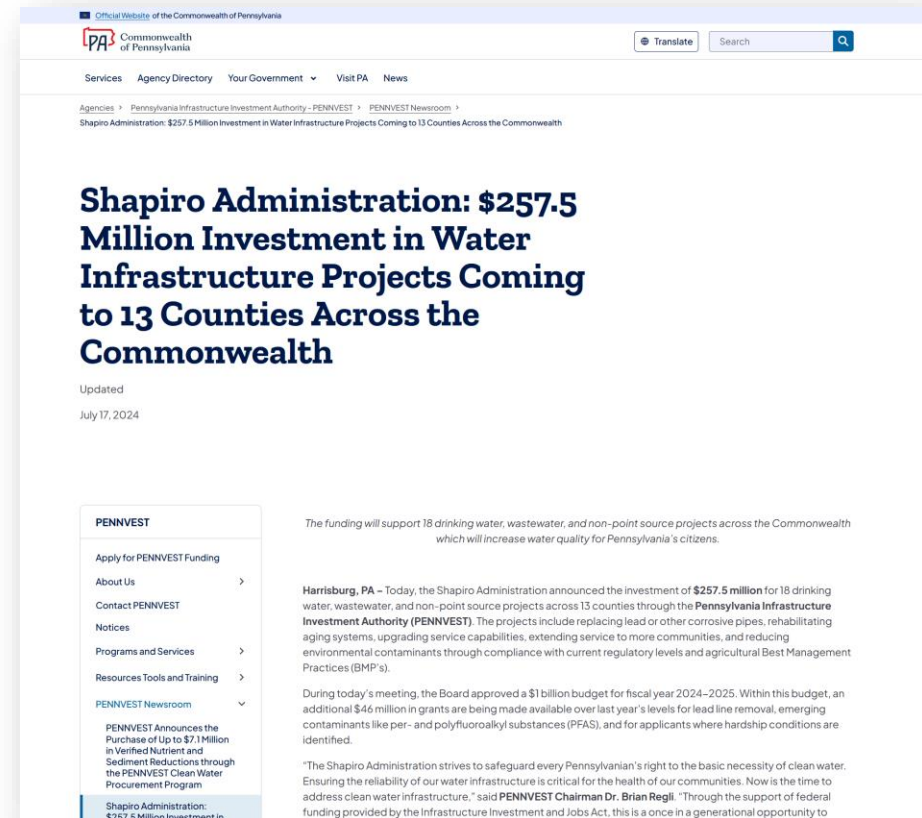 Official Website of the Commonwealth of Pennsylvania
PA Commonwealth
of Pennsylvania
Translate
Search
Services Agency Directory Your Government Visit PA News
Agencies > Pennsylvania Infrastructure Investment Authority - PENNVEST > PENNVEST Newsroom >
Shapiro Administration: $257.5 Million Investment in Water Infrastructure Projects Coming to 13 Counties Across the Commonwealth
Shapiro Administration: $257.5
Million Investment in Water
Infrastructure Projects Coming
to 13 Counties Across the
Commonwealth
Updated
July 17, 2024
PENNVEST
Apply for PENNVEST Funding
About Us >
Contact PENNVEST
Notices
Programs and Services >
Resources Tools and Training >
PENNVEST Newsroom
PENNVEST Announces the
Purchase of Up to $7.1 Million
in Verified Nutrient and
Sediment Reductions through
the PENNVEST Clean Water
Procurement Program
Shapiro Administration:
$257.5 Million Investment in
The funding will support 18 drinking water, wastewater, and non-point source projects across the Commonwealth
which will increase water quality for Pennsylvania's citizens.
Harrisburg, PA – Today, the Shapiro Administration announced the investment of $257.5 million for 18 drinking
water, wastewater, and non-point source projects across 13 counties through the Pennsylvania Infrastructure
Investment Authority (PENNVEST). The projects include replacing lead or other corrosive pipes, rehabilitating
aging systems, upgrading service capabilities, extending service to more communities, and reducing
environmental contaminants through compliance with current regulatory levels and agricultural Best Management
Practices (BMP's).
During today's meeting, the Board approved a $1 billion budget for fiscal year 2024–2025. Within this budget, an
additional $46 million in grants are being made available over last year's levels for lead line removal, emerging
contaminants like per- and polyfluoroalkyl substances (PFAS), and for applicants where hardship conditions are
identified.
"The Shapiro Administration strives to safeguard every Pennsylvanian's right to the basic necessity of clean water.
Ensuring the reliability of our water infrastructure is critical for the health of our communities. Now is the time to
address clean water infrastructure," said PENNVEST Chairman Dr. Brian Regli. "Through the support of federal
funding provided by the Infrastructure Investment and Jobs Act, this is a once in a generational opportunity to